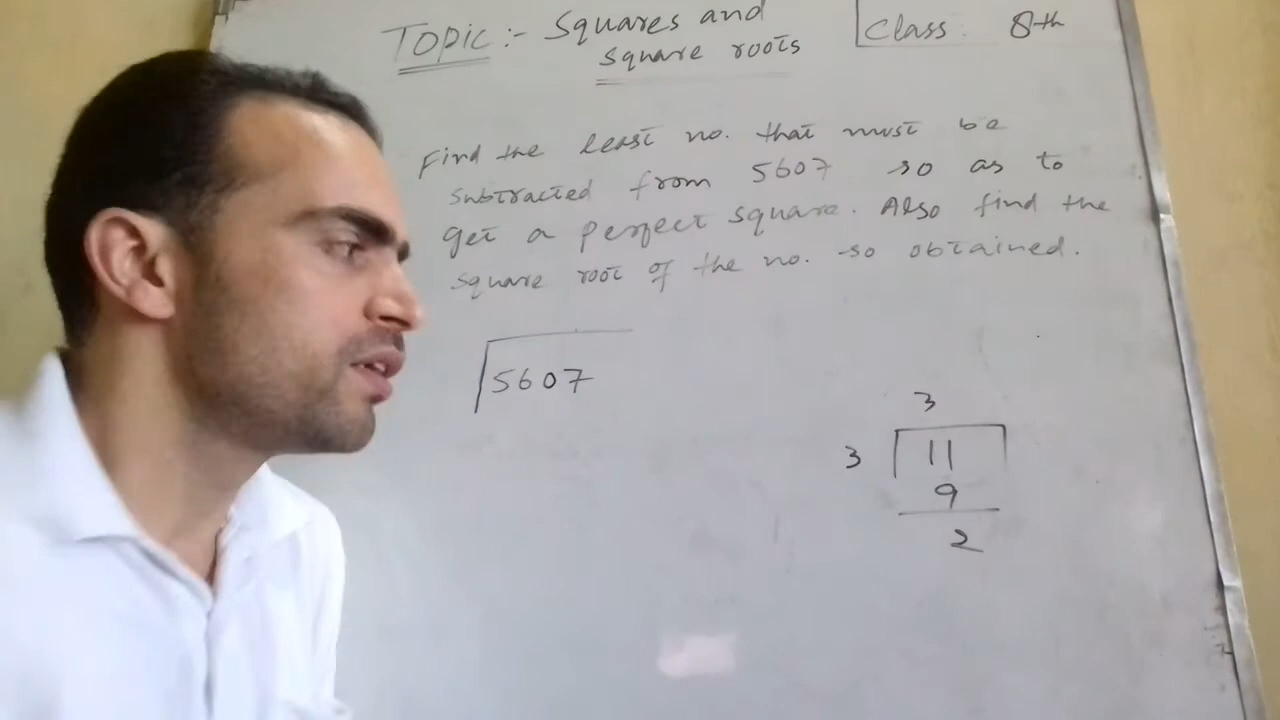 Topic:- Squares and
square roots
Class: 8th
Find the least no. that must be
subtracted from 5607 so as to
get a perfect square. Also find the
square root of the no. so obtained.
5607
3
3 11
9
2